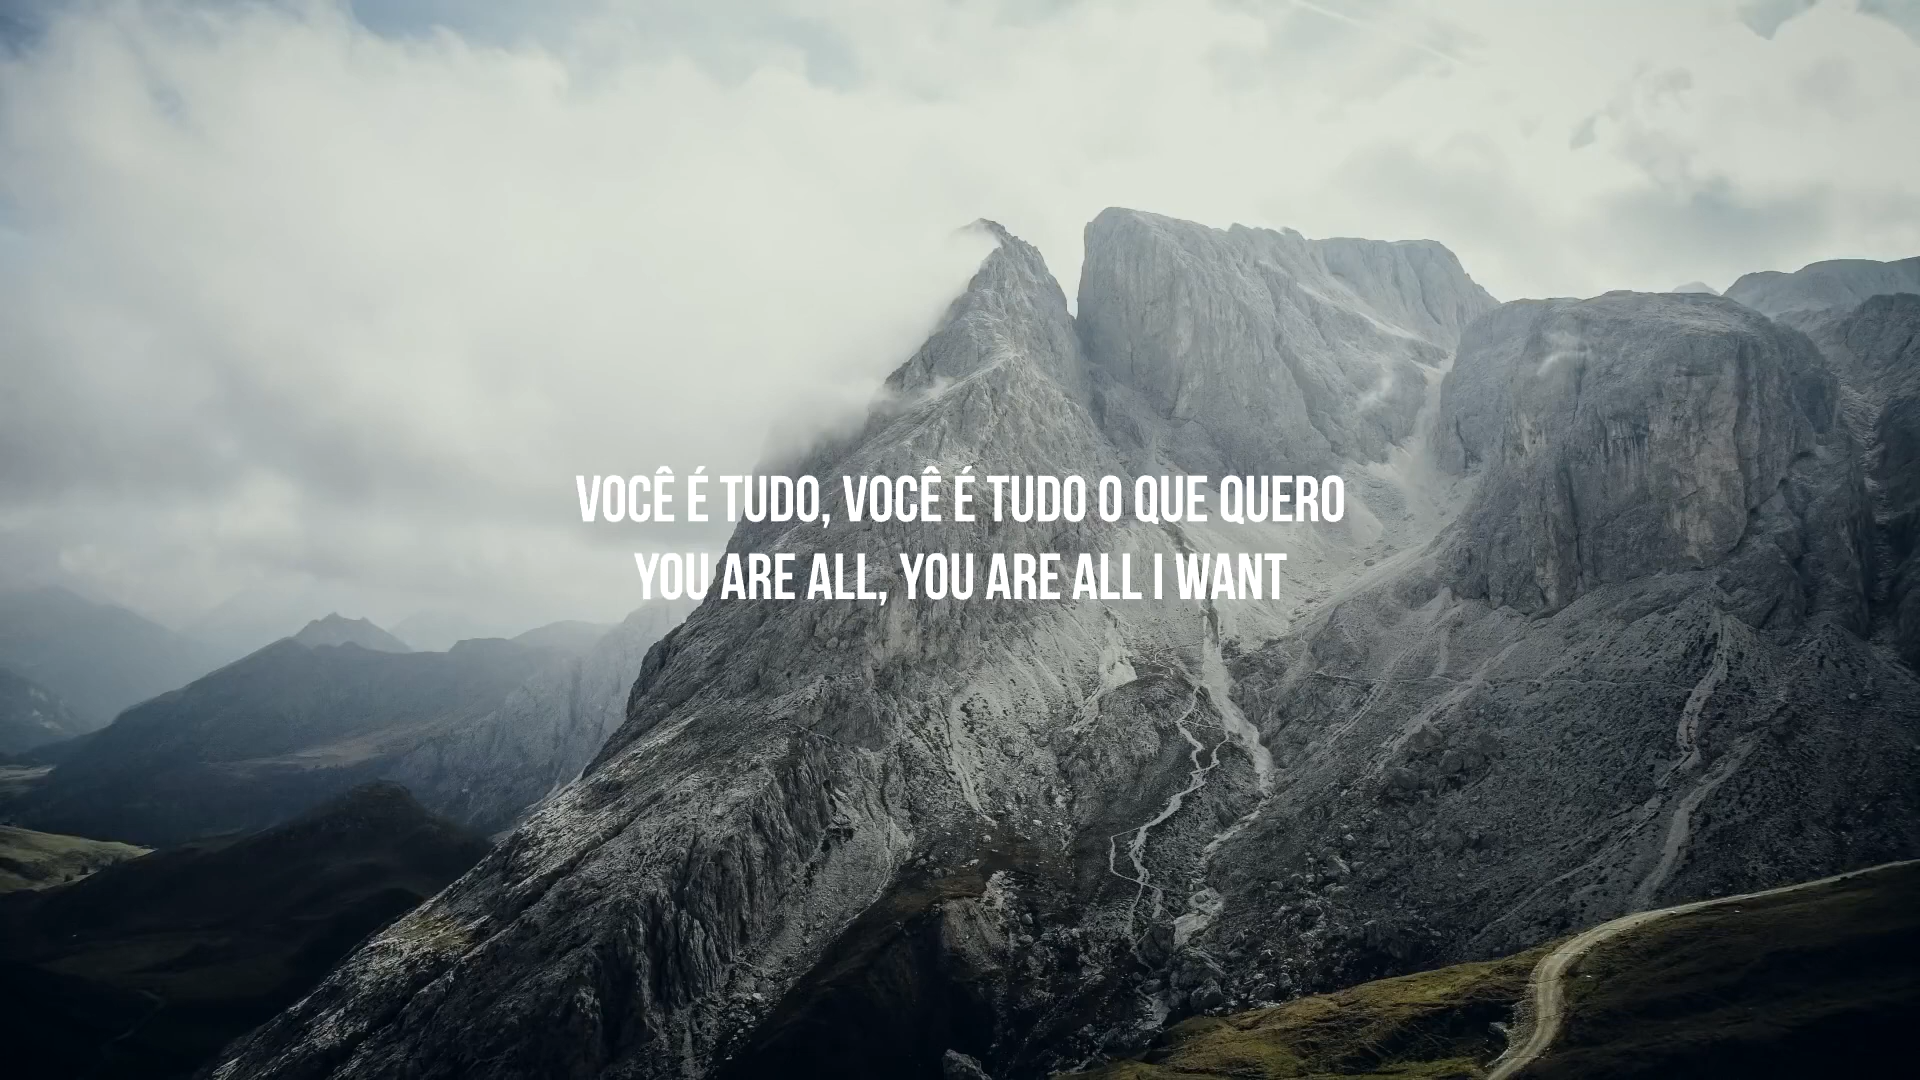 VOCÊ É TUDO, VOCÊ É TUDO O QUE QUERO
YOU ARE ALL, YOU ARE ALL I WANT